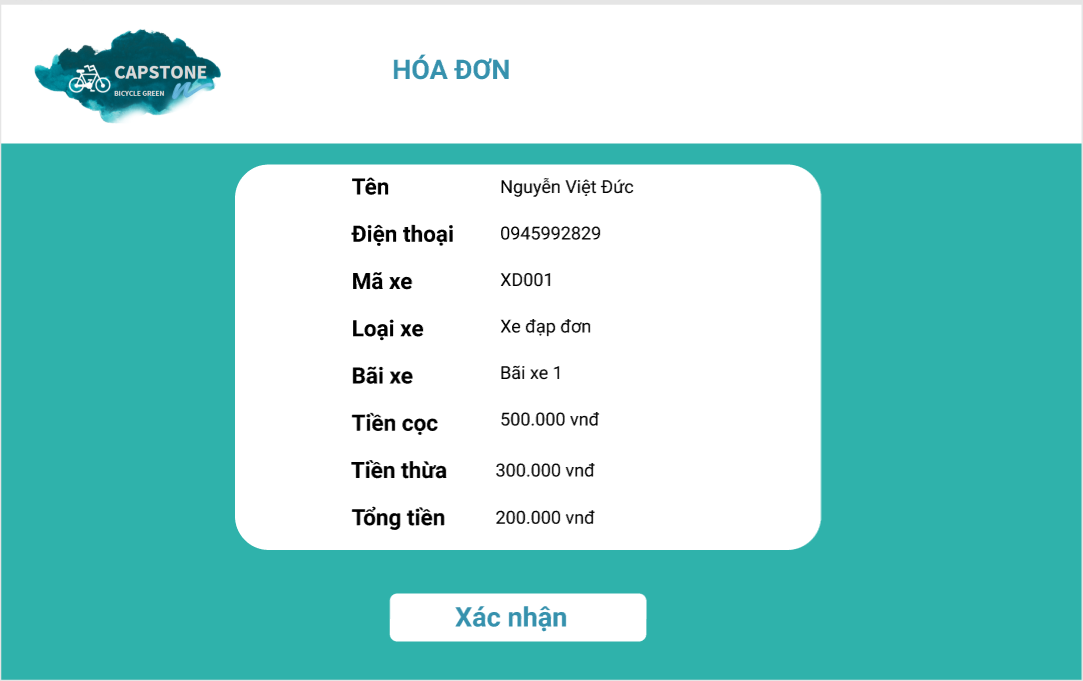 CAPSTONE
BICYCLE GREEN
HÓA ĐƠN
Tên Nguyễn Việt Đức
Điện thoại 0945992829
Mã xe XD001
Loại xe Xe đạp đơn
Bãi xe Bãi xe 1
Tiền cọc 500.000 vnđ
Tiền thừa 300.000 vnđ
Tổng tiền 200.000 vnđ
Xác nhận